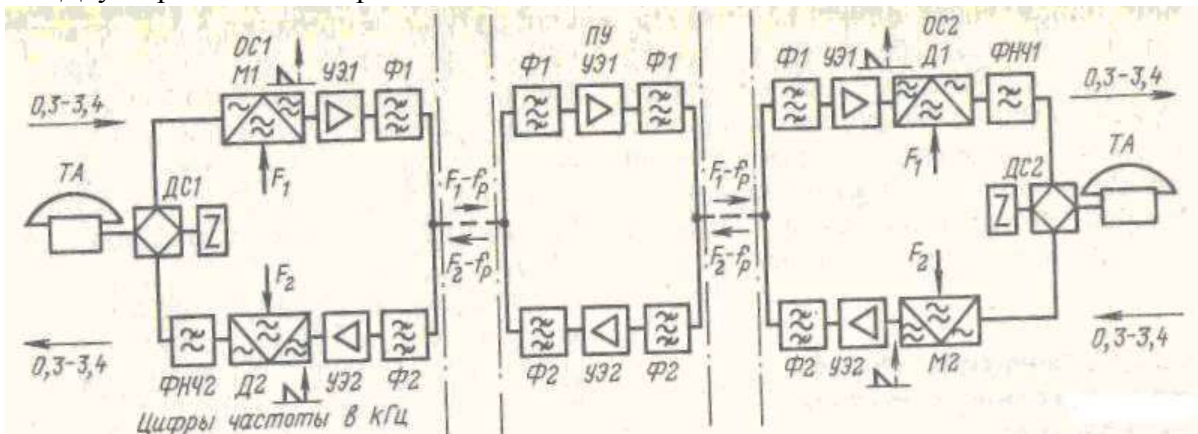 ОС1
М1
УЭ1
Ф1
ПУ
Ф1
УЭ1
Ф1
ОС2
Ф1
УЭ1
Д1
ФНЧ1
0,3-3,4
0,3-3,4
F₁
F₁
ТА
ДС1
Z
F₁-fₚ
F₂-fₚ
F₁-fₚ
F₂-fₚ
ДС2
Z
ТА
F₂
F₂
0,3-3,4
0,3-3,4
ФНЧ2
Д2
УЭ2
Ф2
Ф2
УЭ2
Ф2
Ф2
УЭ2
М2
Цифры частоты в кГц